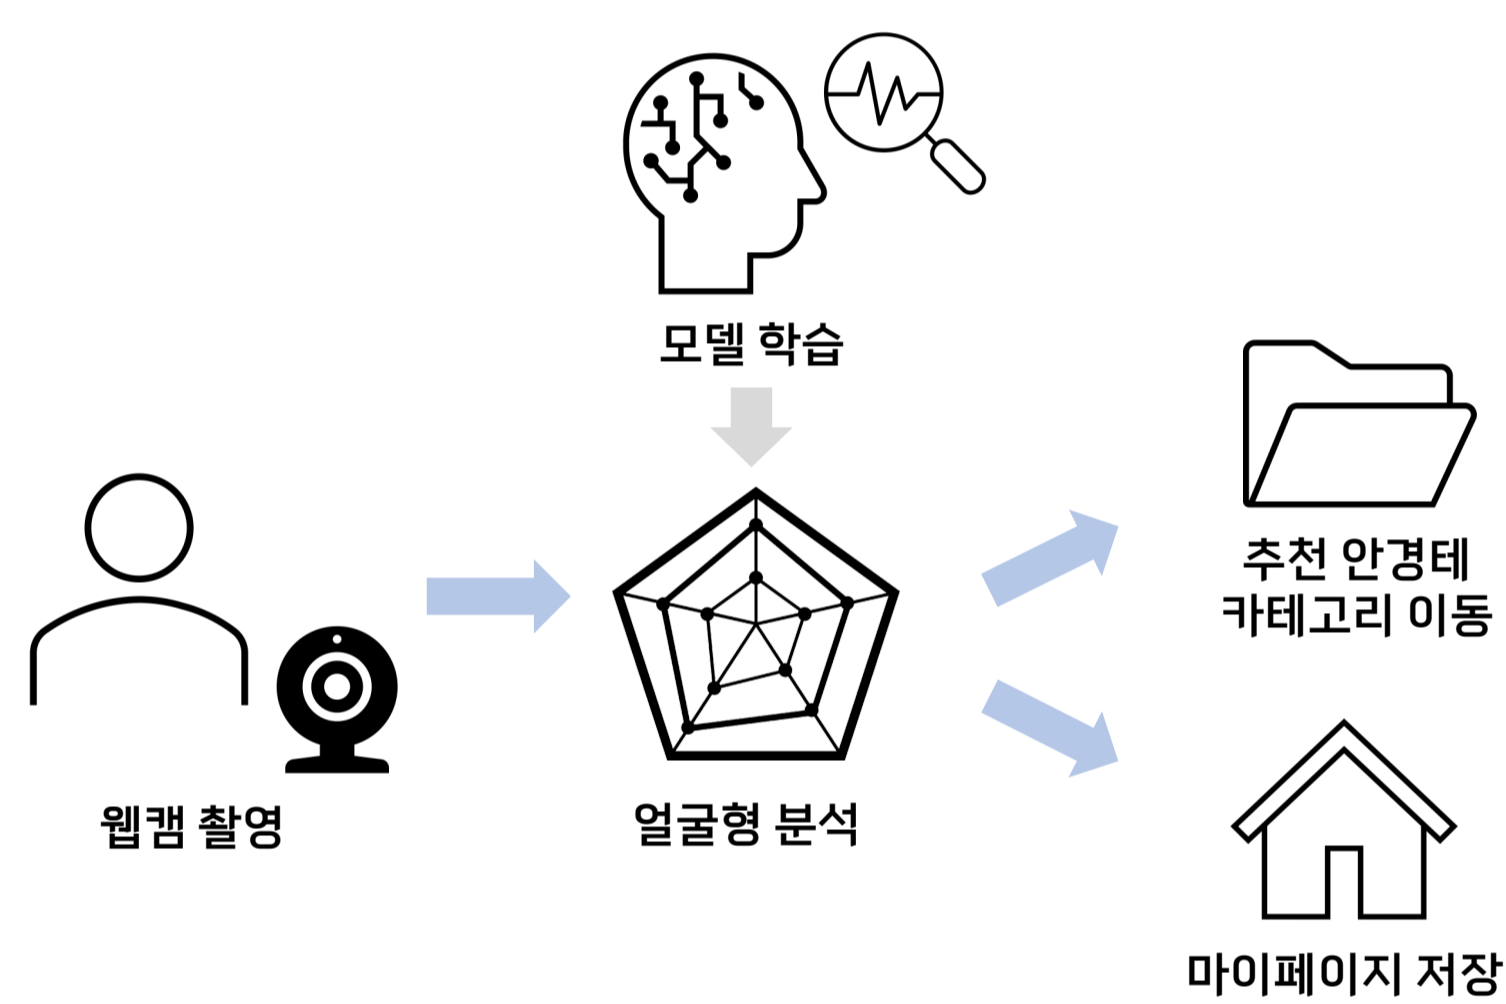 모델 학습
웹캠 촬영
얼굴형 분석
추천 안경테
카테고리 이동
마이페이지 저장